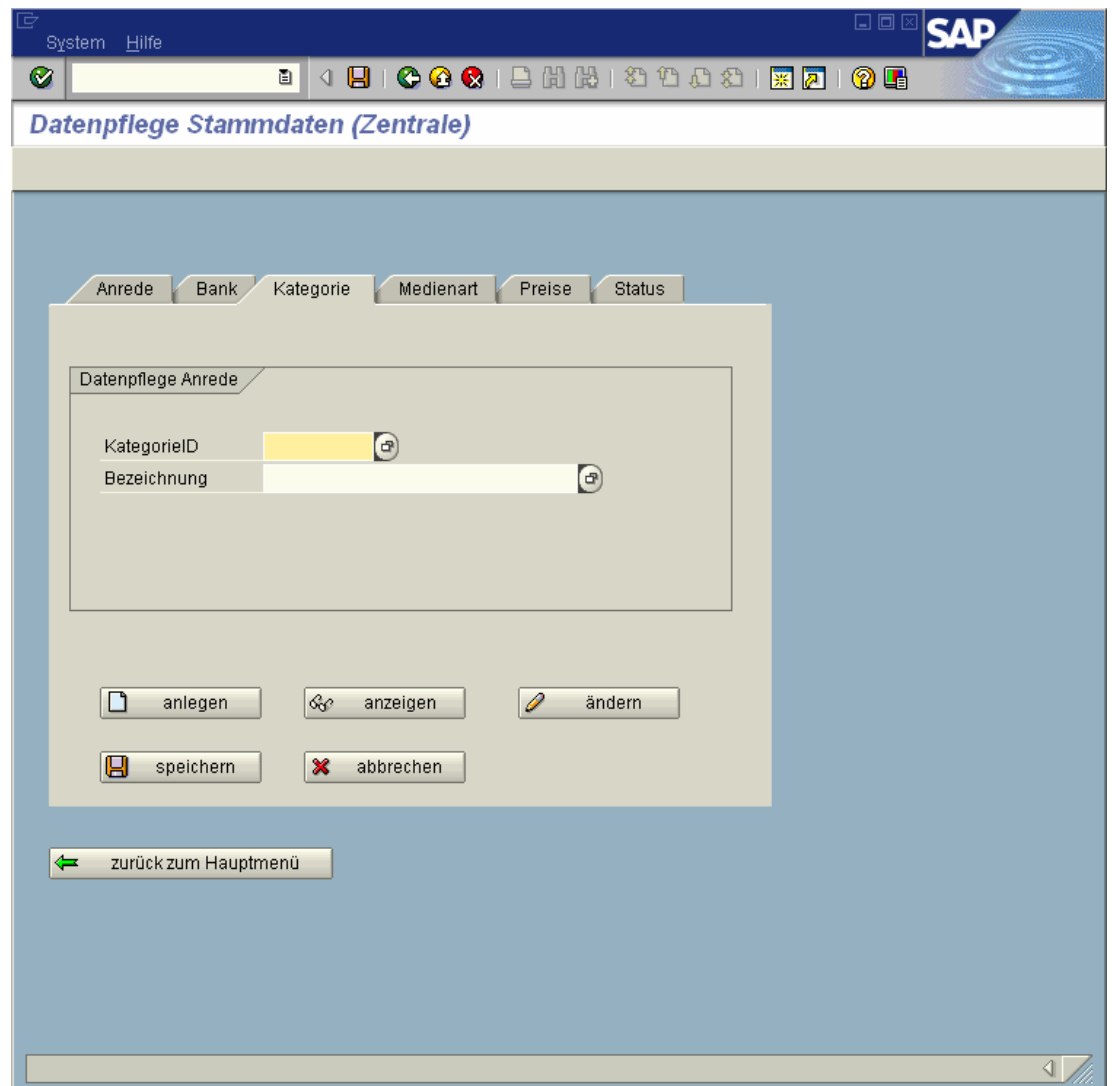 System Hilfe
SAP
Datenpflege Stammdaten (Zentrale)
Anrede Bank Kategorie Medienart Preise Status
Datenpflege Anrede
KategorieID
Bezeichnung
anlegen anzeigen ändern
speichern abbrechen
zurück zum Hauptmenü